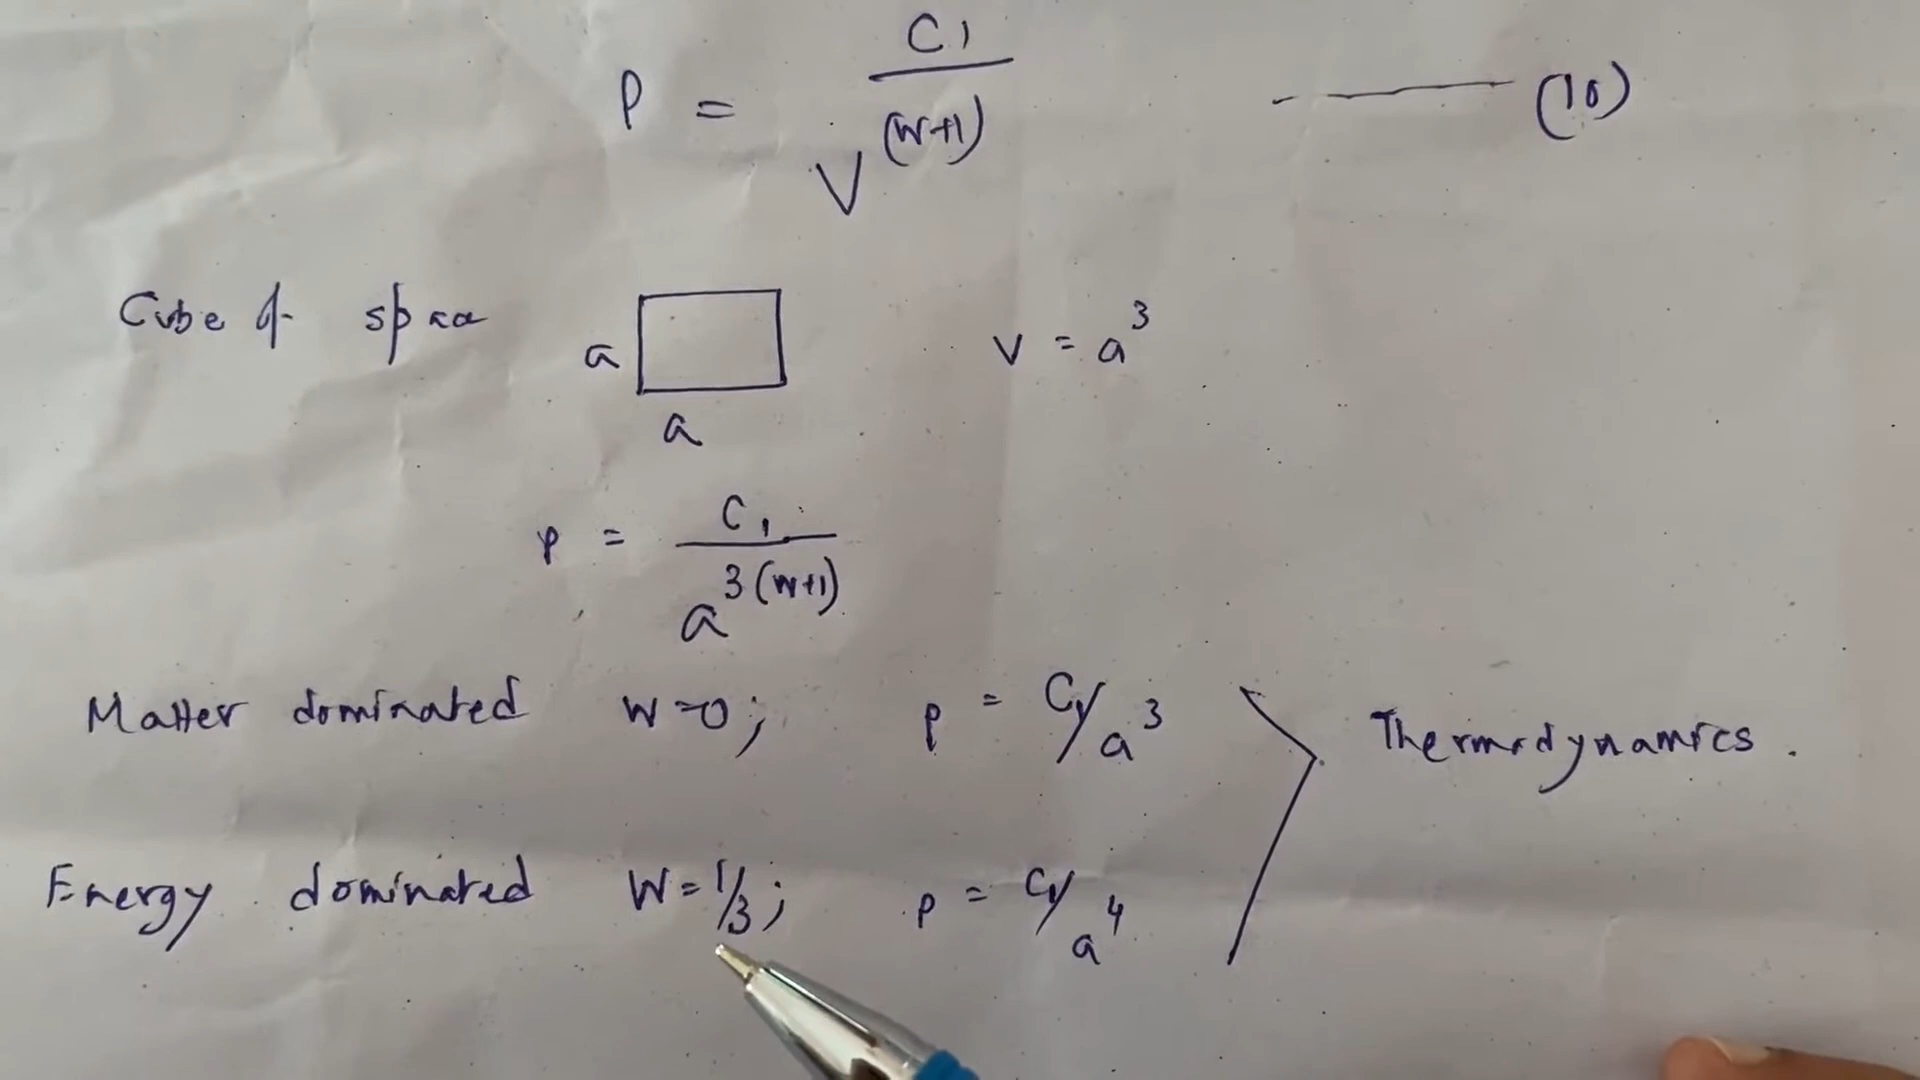 ρ = C1 / V^(w+1) — (10)
Cube of space a a V = a^3
ρ = C1 / a^3(w+1)
Matter dominated w=0; ρ = C1/a^3
Thermodynamics.
Energy dominated W=1/3; ρ = C1/a^4